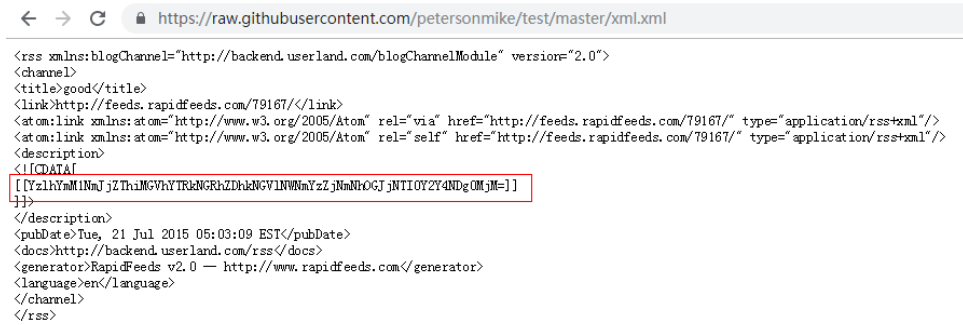 https://raw.githubusercontent.com/petersonmike/test/master/xml.xml
<rss xmlns:blogChannel="http://backend.userland.com/blogChannelModule" version="2.0">
<channel>
<title>good</title>
<link>http://feeds.rapidfeeds.com/79167/</link>
<atom:link xmlns:atom="http://www.w3.org/2005/Atom" rel="via" href="http://feeds.rapidfeeds.com/79167/" type="application/rss+xml"/>
<atom:link xmlns:atom="http://www.w3.org/2005/Atom" rel="self" href="http://feeds.rapidfeeds.com/79167/" type="application/rss+xml"/>
<description>
<![CDATA[
[[YzlhYmM1NmJjZThiMGVhYTRkNGRhZDhkNGVlNWNmYzZjNmNhOGJjNTI0Y2Y4NDg0MjM=]]
]]>
</description>
<pubDate>Tue, 21 Jul 2015 05:03:09 EST</pubDate>
<docs>http://backend.userland.com/rss</docs>
<generator>RapidFeeds v2.0 — http://www.rapidfeeds.com</generator>
<language>en</language>
</channel>
</rss>